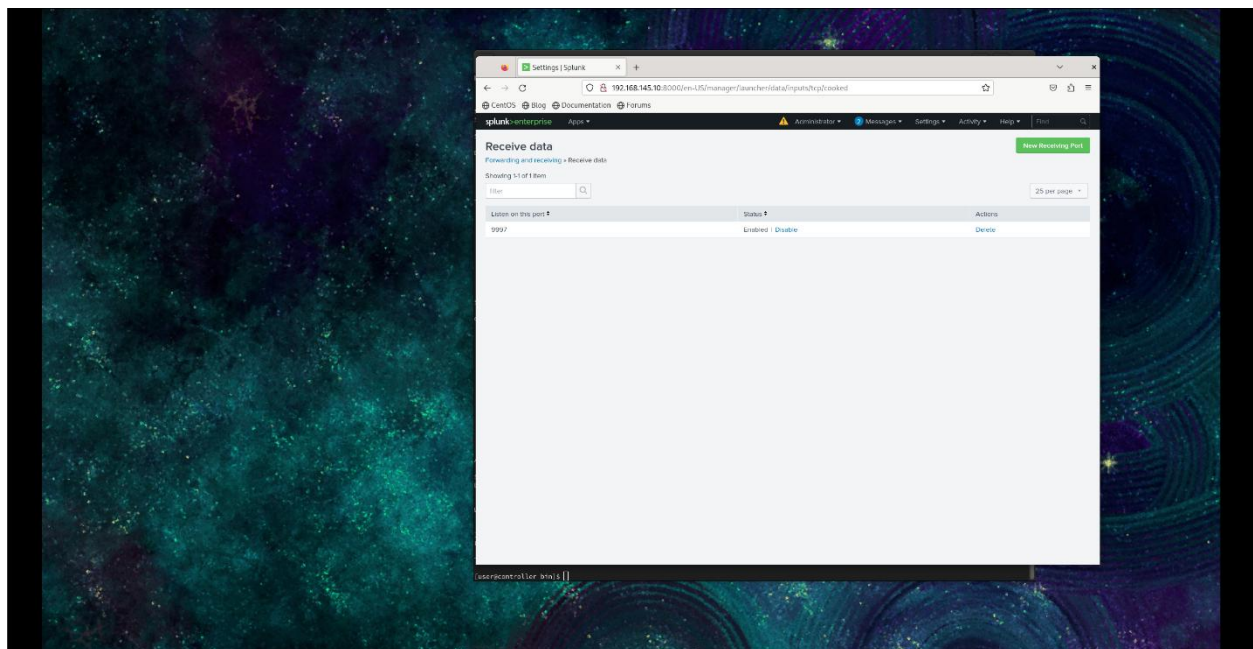 Settings | Splunk
192.168.145.10:8000/en-US/manager/launcher/data/inputs/tcp/cooked
CentOS Blog Documentation Forums
splunk>enterprise Apps Administrator 2 Messages Settings Activity Help Find
Receive data New Receiving Port
Forwarding and receiving » Receive data
Showing 1-1 of 1 item
filter 25 per page
Listen on this port Status Actions
9997 Enabled | Disable Delete
[user@controller bin]$